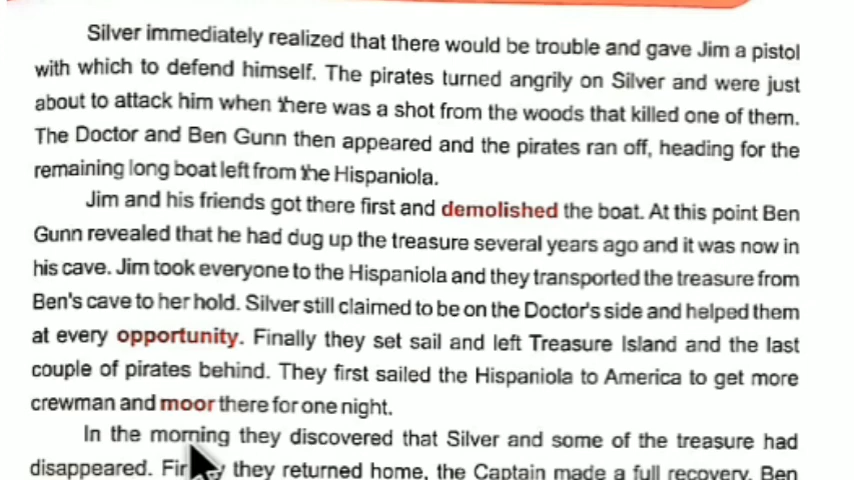 Silver immediately realized that there would be trouble and gave Jim a pistol
with which to defend himself. The pirates turned angrily on Silver and were just
about to attack him when there was a shot from the woods that killed one of them.
The Doctor and Ben Gunn then appeared and the pirates ran off, heading for the
remaining long boat left from the Hispaniola.
Jim and his friends got there first and demolished the boat. At this point Ben
Gunn revealed that he had dug up the treasure several years ago and it was now in
his cave. Jim took everyone to the Hispaniola and they transported the treasure from
Ben's cave to her hold. Silver still claimed to be on the Doctor's side and helped them
at every opportunity. Finally they set sail and left Treasure Island and the last
couple of pirates behind. They first sailed the Hispaniola to America to get more
crewman and moor there for one night.
In the morning they discovered that Silver and some of the treasure had
disappeared. they returned home, the Captain made a full recovery. Ben